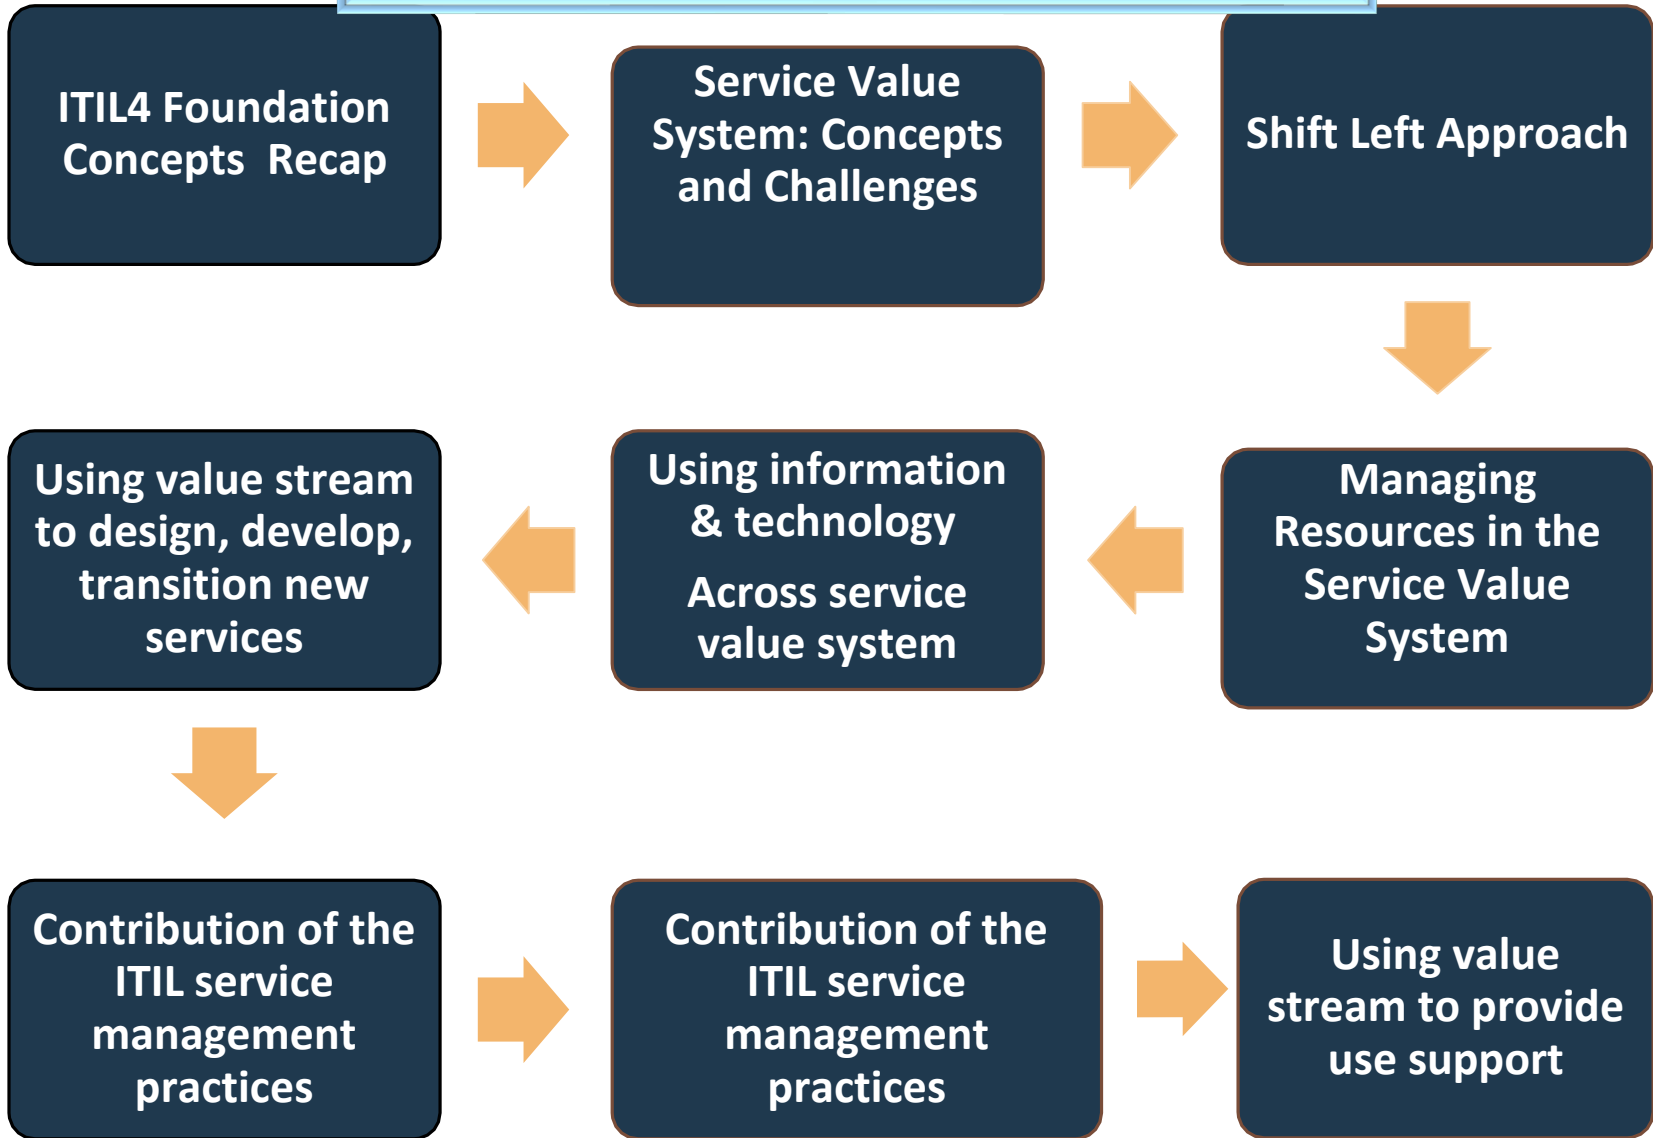 ITIL4 Foundation
Concepts  Recap
Service Value
System: Concepts
and Challenges
Shift Left Approach
Managing
Resources in the
Service Value
System
Using information
& technology
Across service
value system
Using value stream
to design, develop,
transition new
services
Contribution of the
ITIL service
management
practices
Contribution of the
ITIL service
management
practices
Using value
stream to provide
use support